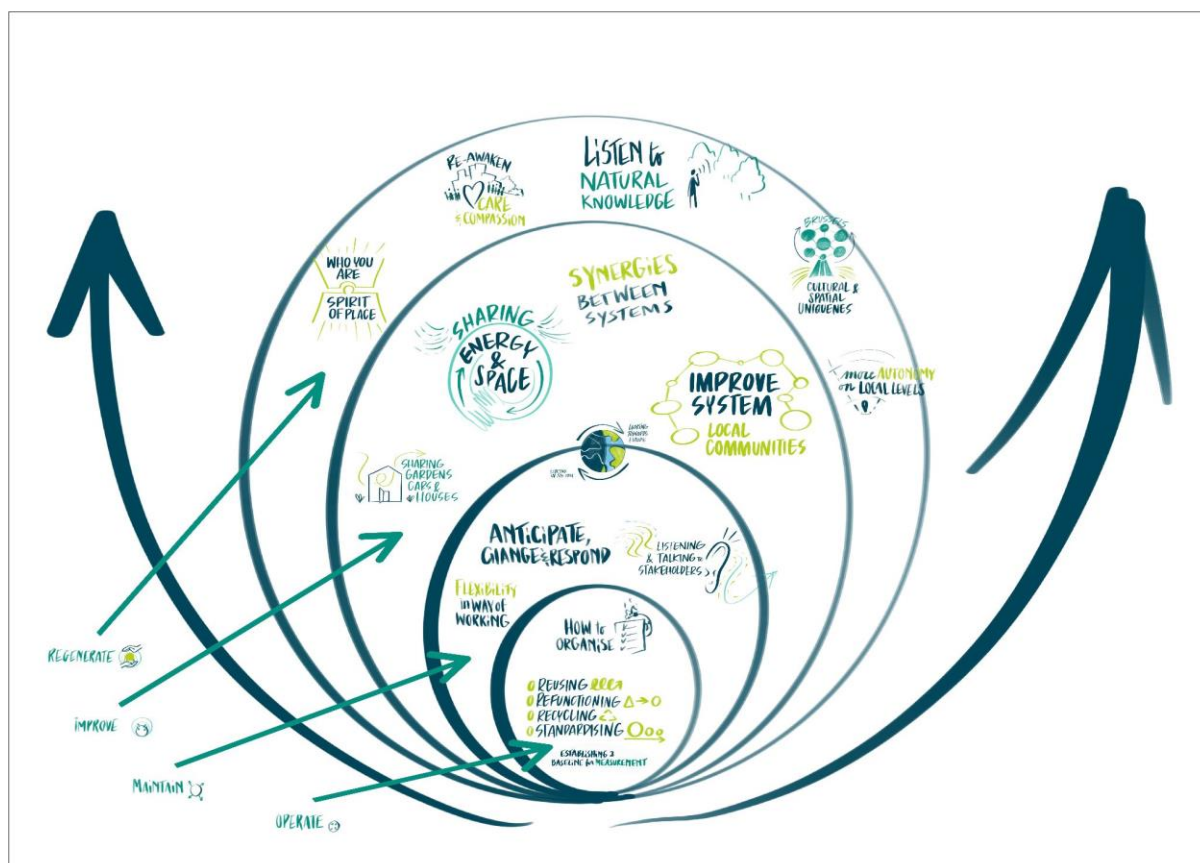 RE-AWAKEN
CARE
& COMPASSION
LISTEN to
NATURAL
KNOWLEDGE
BRUSSELS
CULTURAL &
SPATIAL
UNIQUENES
WHO YOU
ARE
SPIRIT
OF PLACE
SYNERGIES
BETWEEN
SYSTEMS
SHARING
ENERGY
&
SPACE
IMPROVE
SYSTEM
LOCAL
COMMUNITIES
more AUTONOMY
on LOCAL LEVELS
SHARING
GARDENS
CARS &
HOUSES
ANTICIPATE,
CHANGE & RESPOND
LISTENING
& TALKING to
STAKEHOLDERS
FLEXIBILITY
in WAY OF
WORKING
HOW to
ORGANISE
REUSING
REFUNCTIONING
RECYCLING
STANDARDISING
ESTABLISHING a
BASELINE for MEASUREMENT
REGENERATE
IMPROVE
MAINTAIN
OPERATE